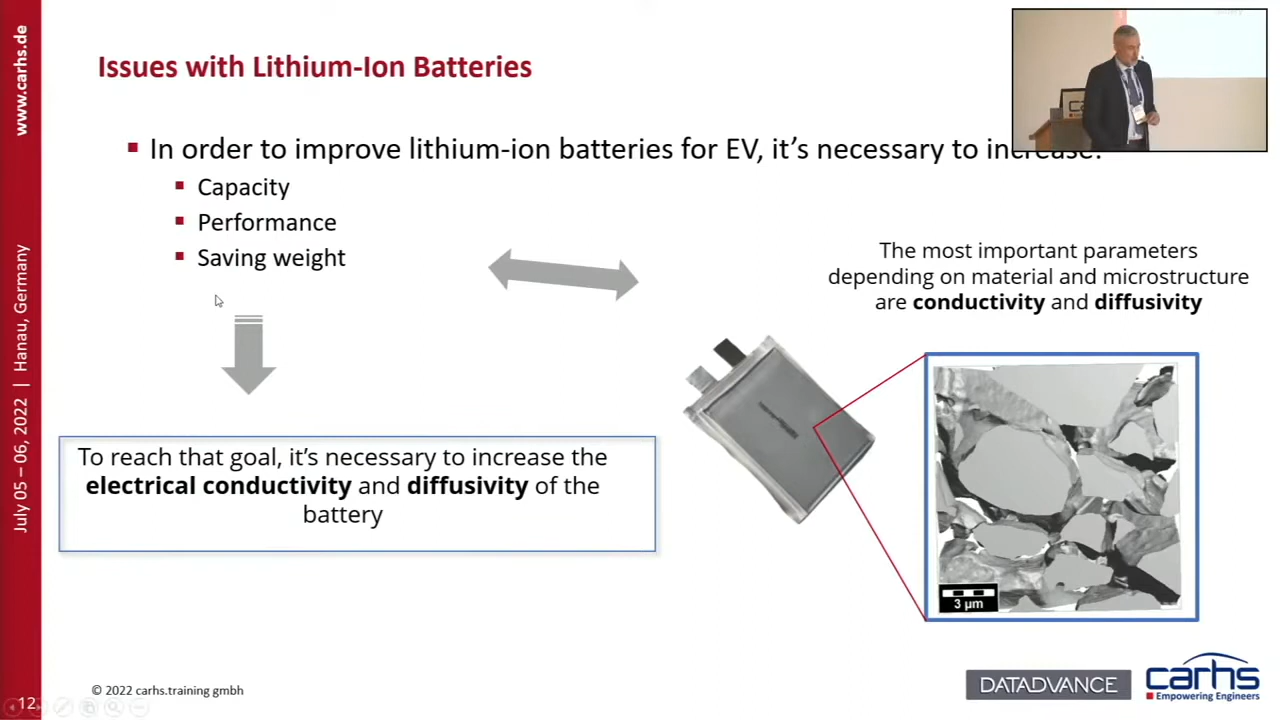 Issues with Lithium-Ion Batteries
In order to improve lithium-ion batteries for EV, it's necessary to increase:
Capacity
Performance
Saving weight
The most important parameters
depending on material and microstructure
are conductivity and diffusivity
To reach that goal, it's necessary to increase the
electrical conductivity and diffusivity of the
battery
3 µm
www.carhs.de
July 05 – 06, 2022 | Hanau, Germany
12
© 2022 carhs.training gmbh
DATADVANCE
carhs
Empowering Engineers